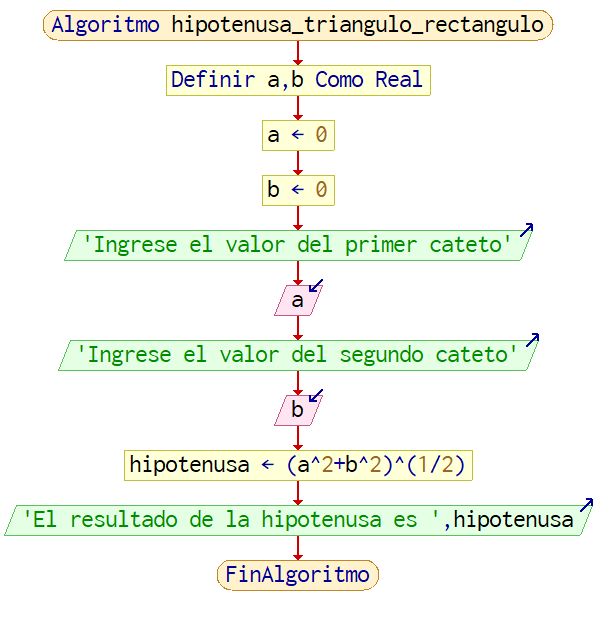 Algoritmo hipotenusa_triangulo_rectangulo
Definir a,b Como Real
a ← 0
b ← 0
'Ingrese el valor del primer cateto'
a
'Ingrese el valor del segundo cateto'
b
hipotenusa ← (a^2+b^2)^(1/2)
'El resultado de la hipotenusa es ',hipotenusa
FinAlgoritmo